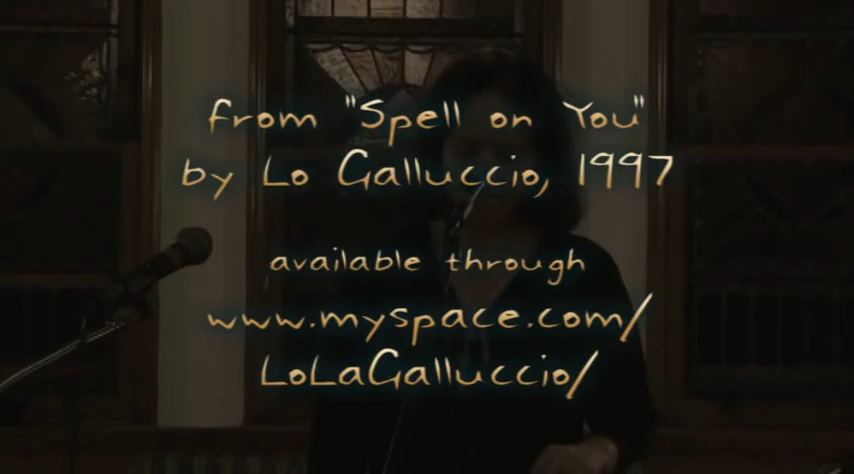 from "Spell on You"
by Lo Galluccio, 1997
available through
www.myspace.com/
LoLaGalluccio/